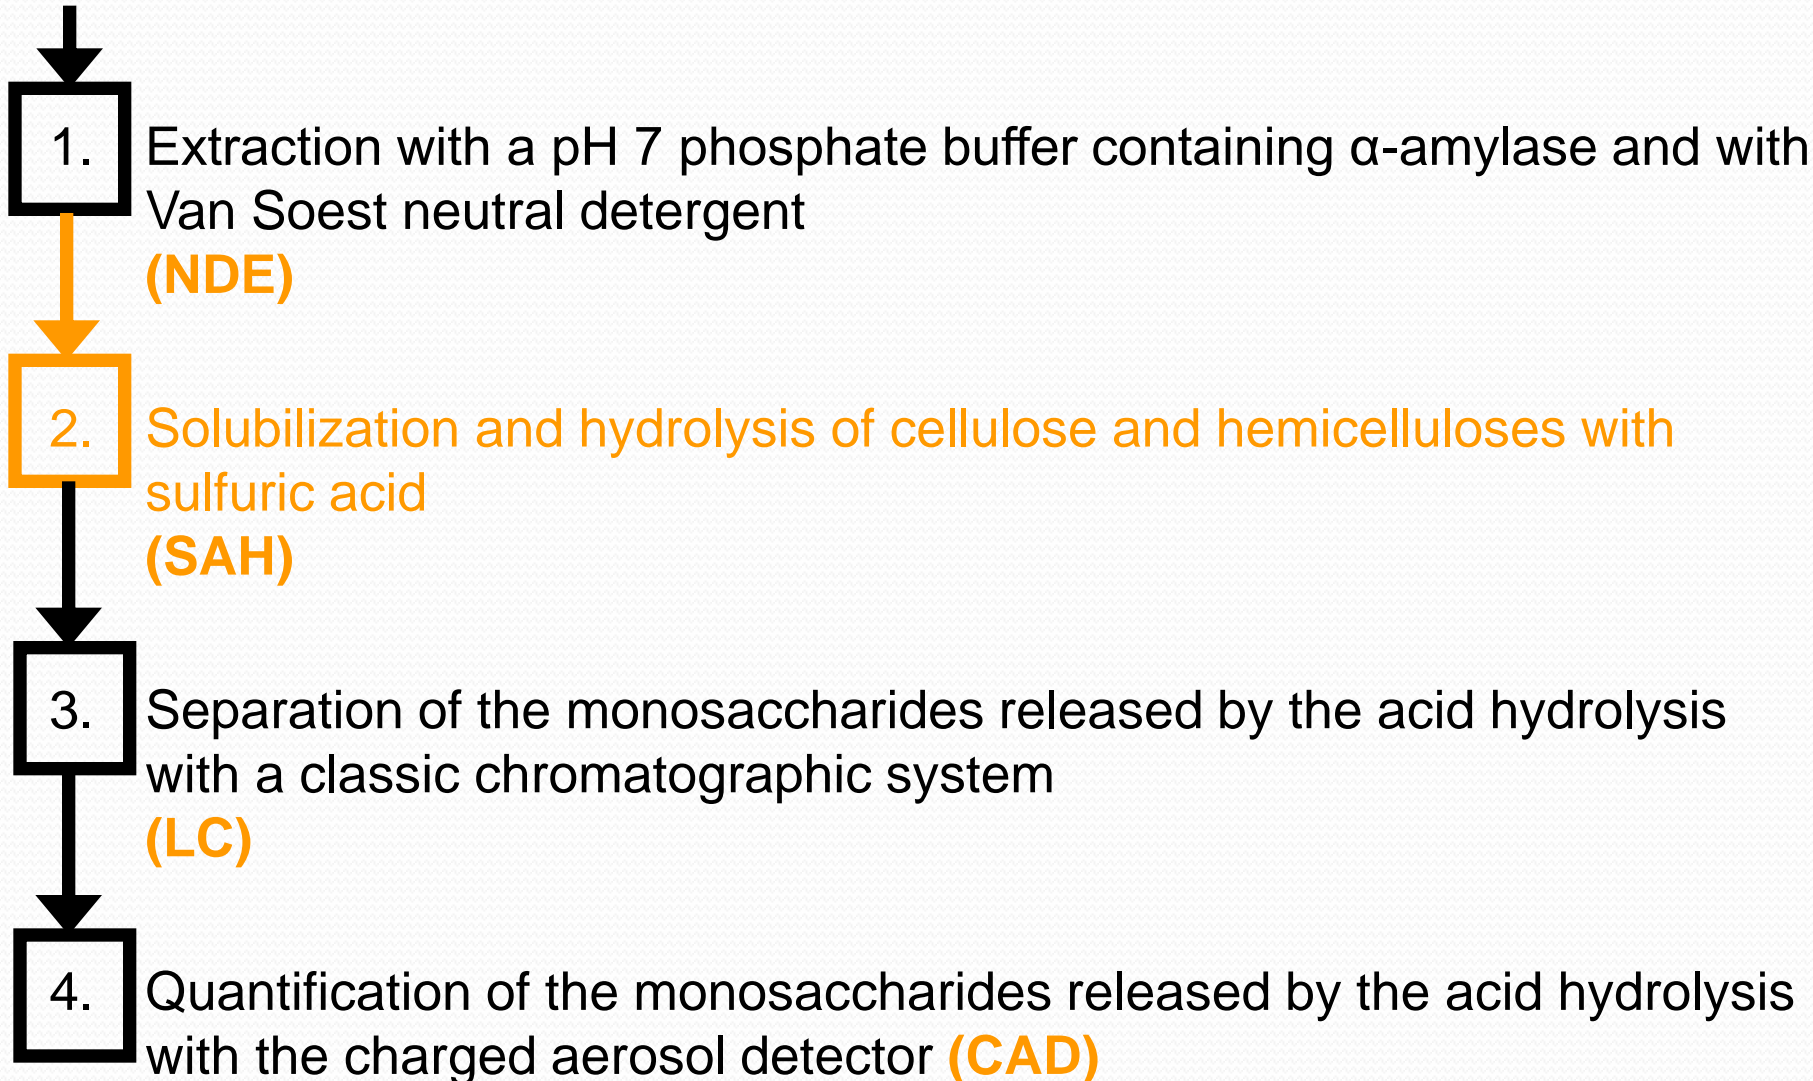 1. Extraction with a pH 7 phosphate buffer containing α-amylase and with
Van Soest neutral detergent
(NDE)
2. Solubilization and hydrolysis of cellulose and hemicelluloses with
sulfuric acid
(SAH)
3. Separation of the monosaccharides released by the acid hydrolysis
with a classic chromatographic system
(LC)
4. Quantification of the monosaccharides released by the acid hydrolysis
with the charged aerosol detector (CAD)